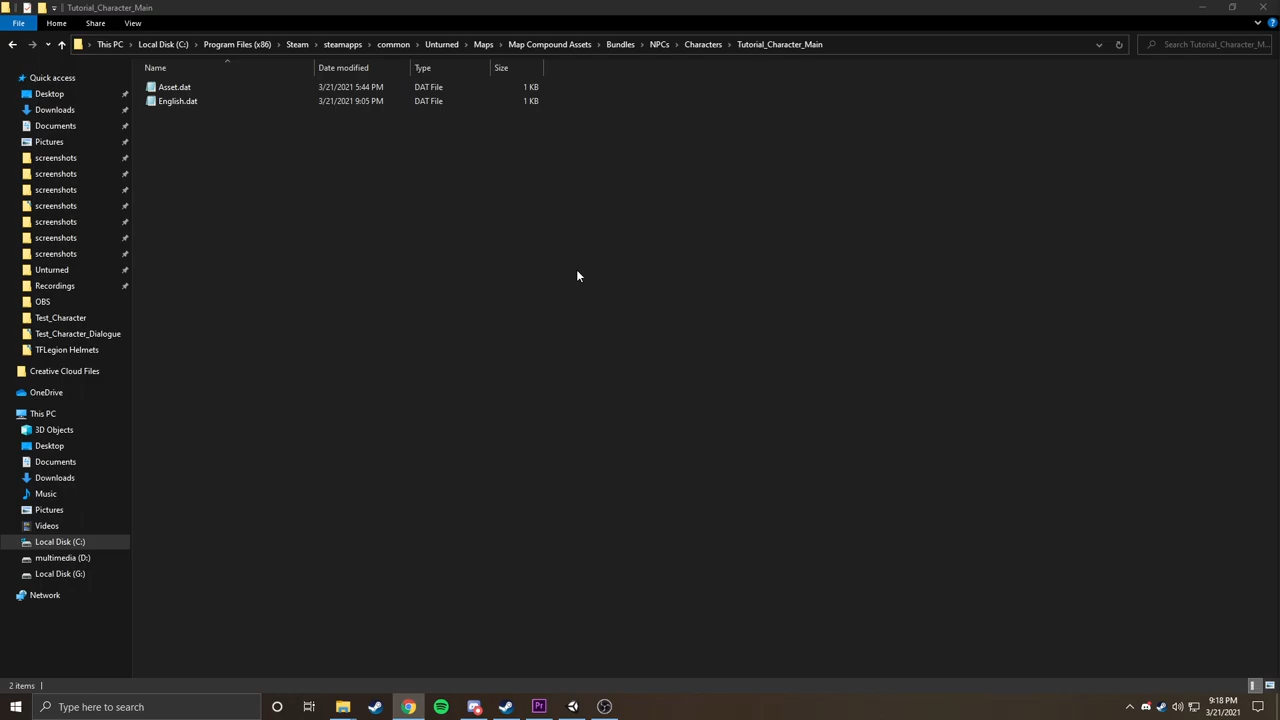 Tutorial_Character_Main
File Home Share View
This PC Local Disk (C:) Program Files (x86) Steam steamapps common Unturned Maps Map Compound Assets Bundles NPCs Characters Tutorial_Character_Main
Search Tutorial_Character_M...
Name Date modified Type Size
Asset.dat 3/21/2021 5:44 PM DAT File 1 KB
English.dat 3/21/2021 9:05 PM DAT File 1 KB
Quick access
Desktop
Downloads
Documents
Pictures
screenshots
screenshots
screenshots
screenshots
screenshots
screenshots
screenshots
Unturned
Recordings
OBS
Test_Character
Test_Character_Dialogue
TFLegion Helmets
Creative Cloud Files
OneDrive
This PC
3D Objects
Desktop
Documents
Downloads
Music
Pictures
Videos
Local Disk (C:)
multimedia (D:)
Local Disk (G:)
Network
2 items
Type here to search
Pr
9:18 PM
3/21/2021